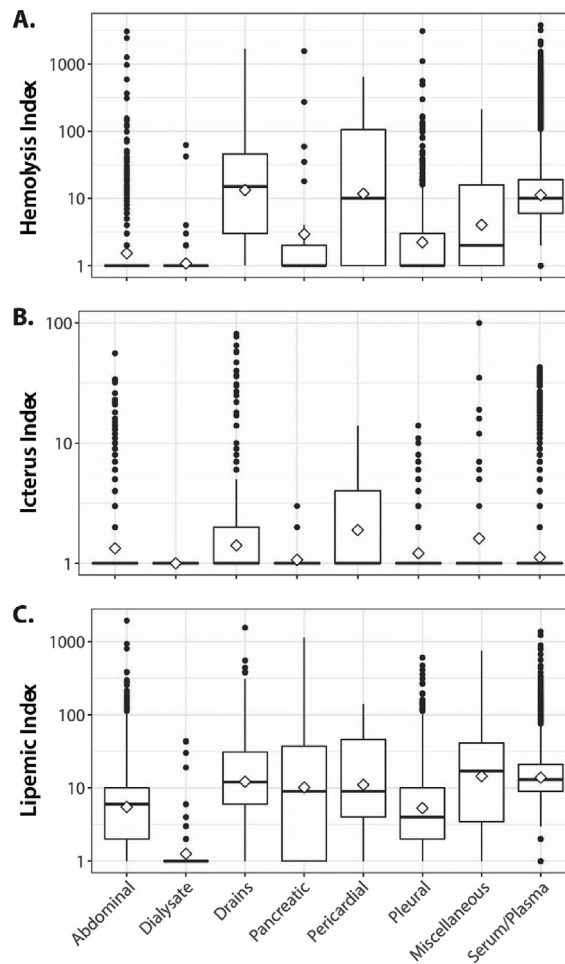 A.
Hemolysis Index
1000
100
10
1
B.
Icterus Index
100
10
1
C.
Lipemic Index
1000
100
10
1
Abdominal
Dialysate
Drains
Pancreatic
Pericardial
Pleural
Miscellaneous
Serum/Plasma